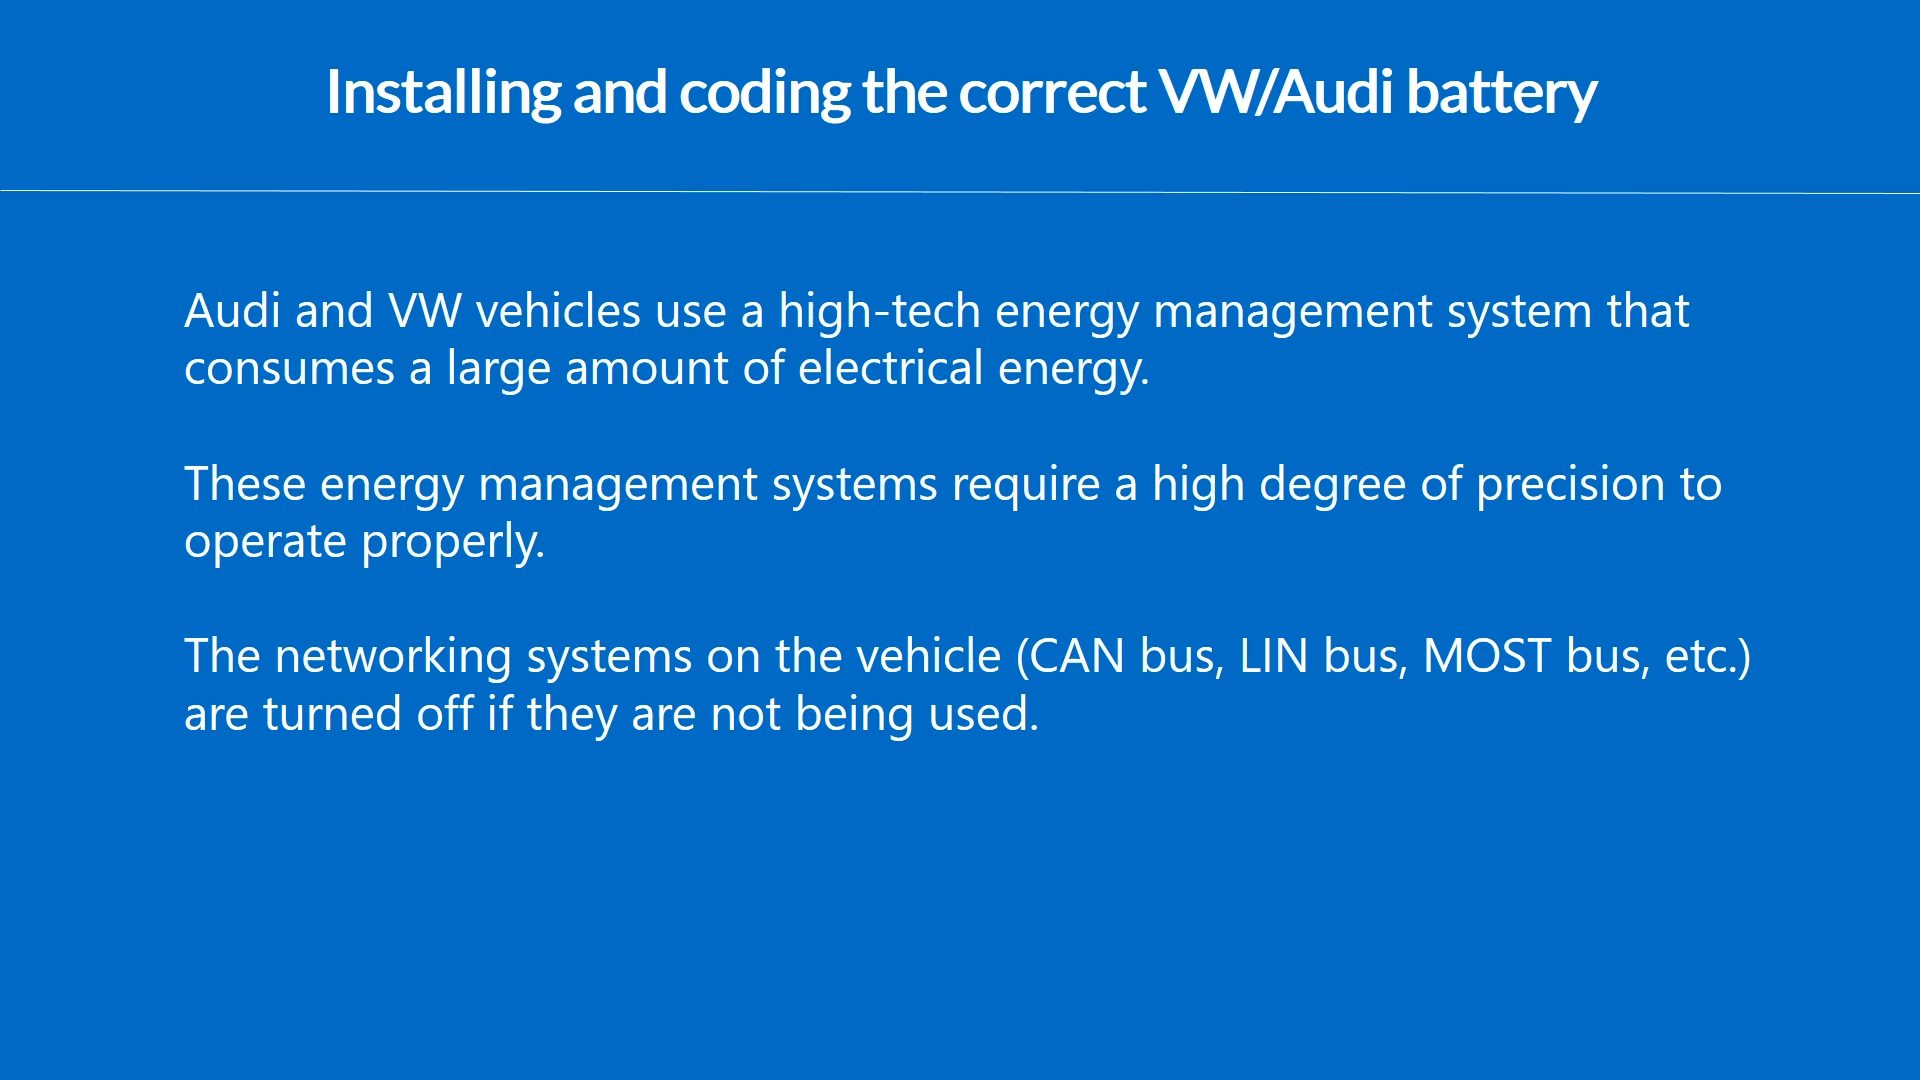 Installing and coding the correct VW/Audi battery
Audi and VW vehicles use a high-tech energy management system that
consumes a large amount of electrical energy.
These energy management systems require a high degree of precision to
operate properly.
The networking systems on the vehicle (CAN bus, LIN bus, MOST bus, etc.)
are turned off if they are not being used.